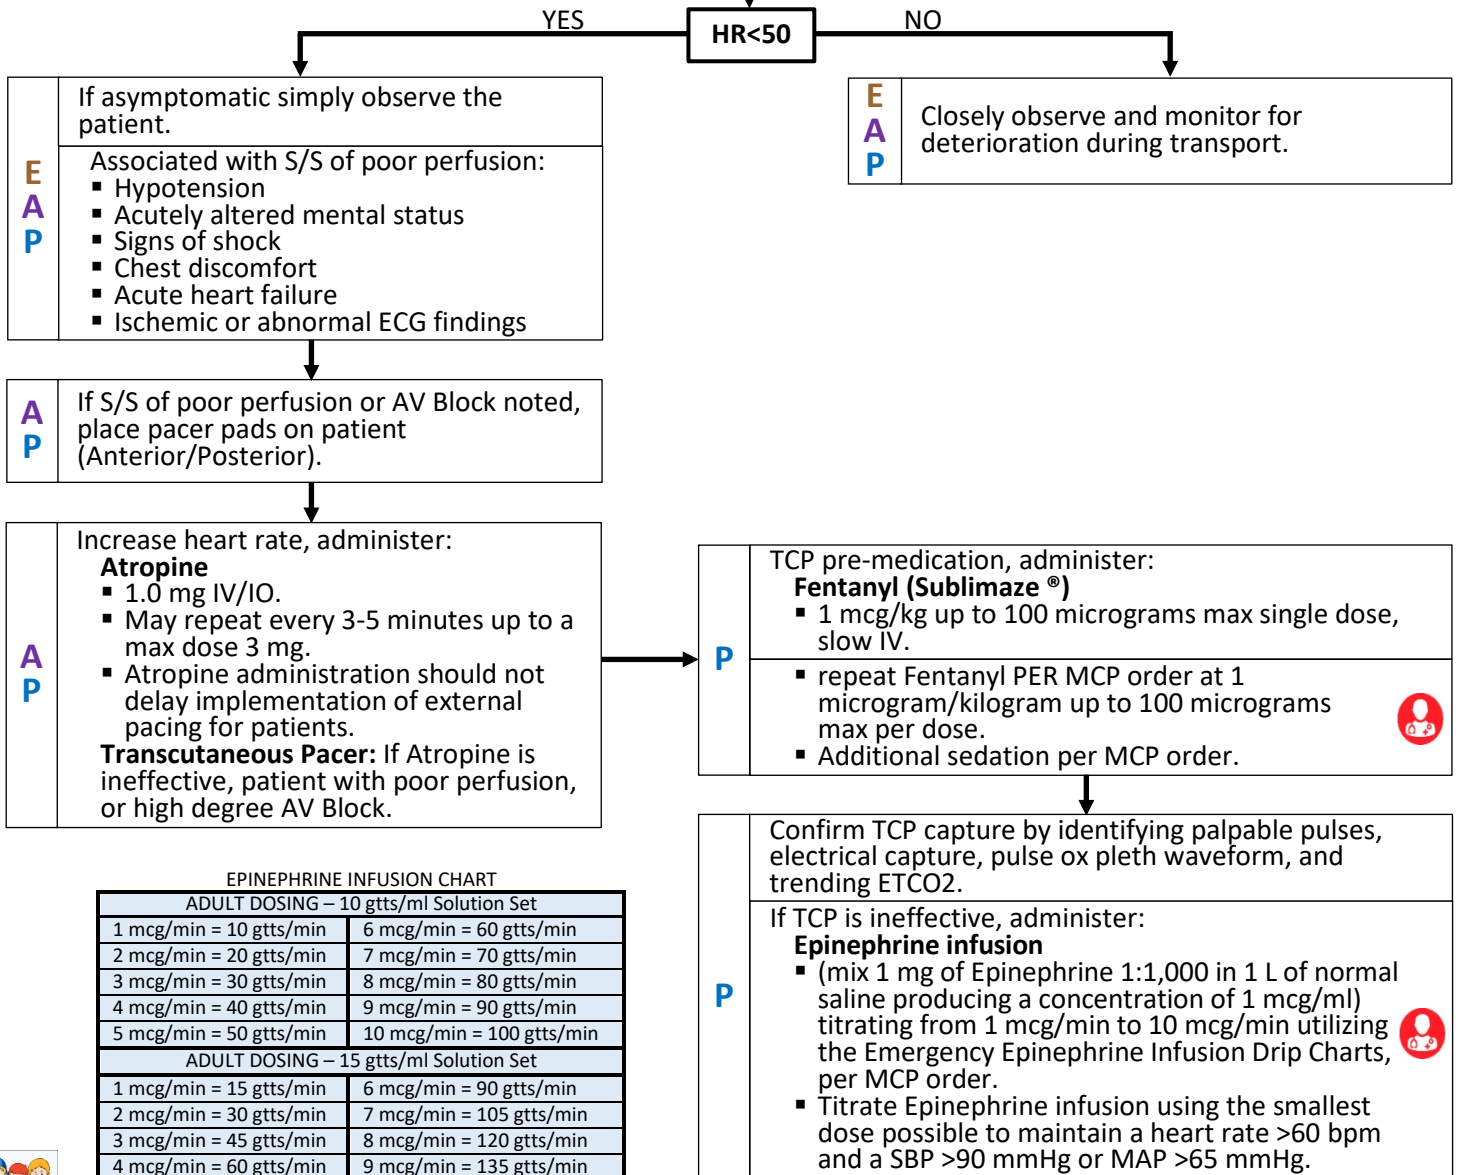 YES
HR<50
NO
E
A
P
If asymptomatic simply observe the
patient.
Associated with S/S of poor perfusion:
▪ Hypotension
▪ Acutely altered mental status
▪ Signs of shock
▪ Chest discomfort
▪ Acute heart failure
▪ Ischemic or abnormal ECG findings
E
A
P
Closely observe and monitor for
deterioration during transport.
A
P
If S/S of poor perfusion or AV Block noted,
place pacer pads on patient
(Anterior/Posterior).
A
P
Increase heart rate, administer:
Atropine
▪ 1.0 mg IV/IO.
▪ May repeat every 3-5 minutes up to a
max dose 3 mg.
▪ Atropine administration should not
delay implementation of external
pacing for patients.
Transcutaneous Pacer: If Atropine is
ineffective, patient with poor perfusion,
or high degree AV Block.
P
TCP pre-medication, administer:
Fentanyl (Sublimaze ®)
▪ 1 mcg/kg up to 100 micrograms max single dose,
slow IV.
▪ repeat Fentanyl PER MCP order at 1
microgram/kilogram up to 100 micrograms
max per dose.
▪ Additional sedation per MCP order.
P
Confirm TCP capture by identifying palpable pulses,
electrical capture, pulse ox pleth waveform, and
trending ETCO2.
If TCP is ineffective, administer:
Epinephrine infusion
▪ (mix 1 mg of Epinephrine 1:1,000 in 1 L of normal
saline producing a concentration of 1 mcg/ml)
titrating from 1 mcg/min to 10 mcg/min utilizing
the Emergency Epinephrine Infusion Drip Charts,
per MCP order.
▪ Titrate Epinephrine infusion using the smallest
dose possible to maintain a heart rate >60 bpm
and a SBP >90 mmHg or MAP >65 mmHg.
EPINEPHRINE INFUSION CHART
ADULT DOSING – 10 gtts/ml Solution Set
1 mcg/min = 10 gtts/min 6 mcg/min = 60 gtts/min
2 mcg/min = 20 gtts/min 7 mcg/min = 70 gtts/min
3 mcg/min = 30 gtts/min 8 mcg/min = 80 gtts/min
4 mcg/min = 40 gtts/min 9 mcg/min = 90 gtts/min
5 mcg/min = 50 gtts/min 10 mcg/min = 100 gtts/min
ADULT DOSING – 15 gtts/ml Solution Set
1 mcg/min = 15 gtts/min 6 mcg/min = 90 gtts/min
2 mcg/min = 30 gtts/min 7 mcg/min = 105 gtts/min
3 mcg/min = 45 gtts/min 8 mcg/min = 120 gtts/min
4 mcg/min = 60 gtts/min 9 mcg/min = 135 gtts/min